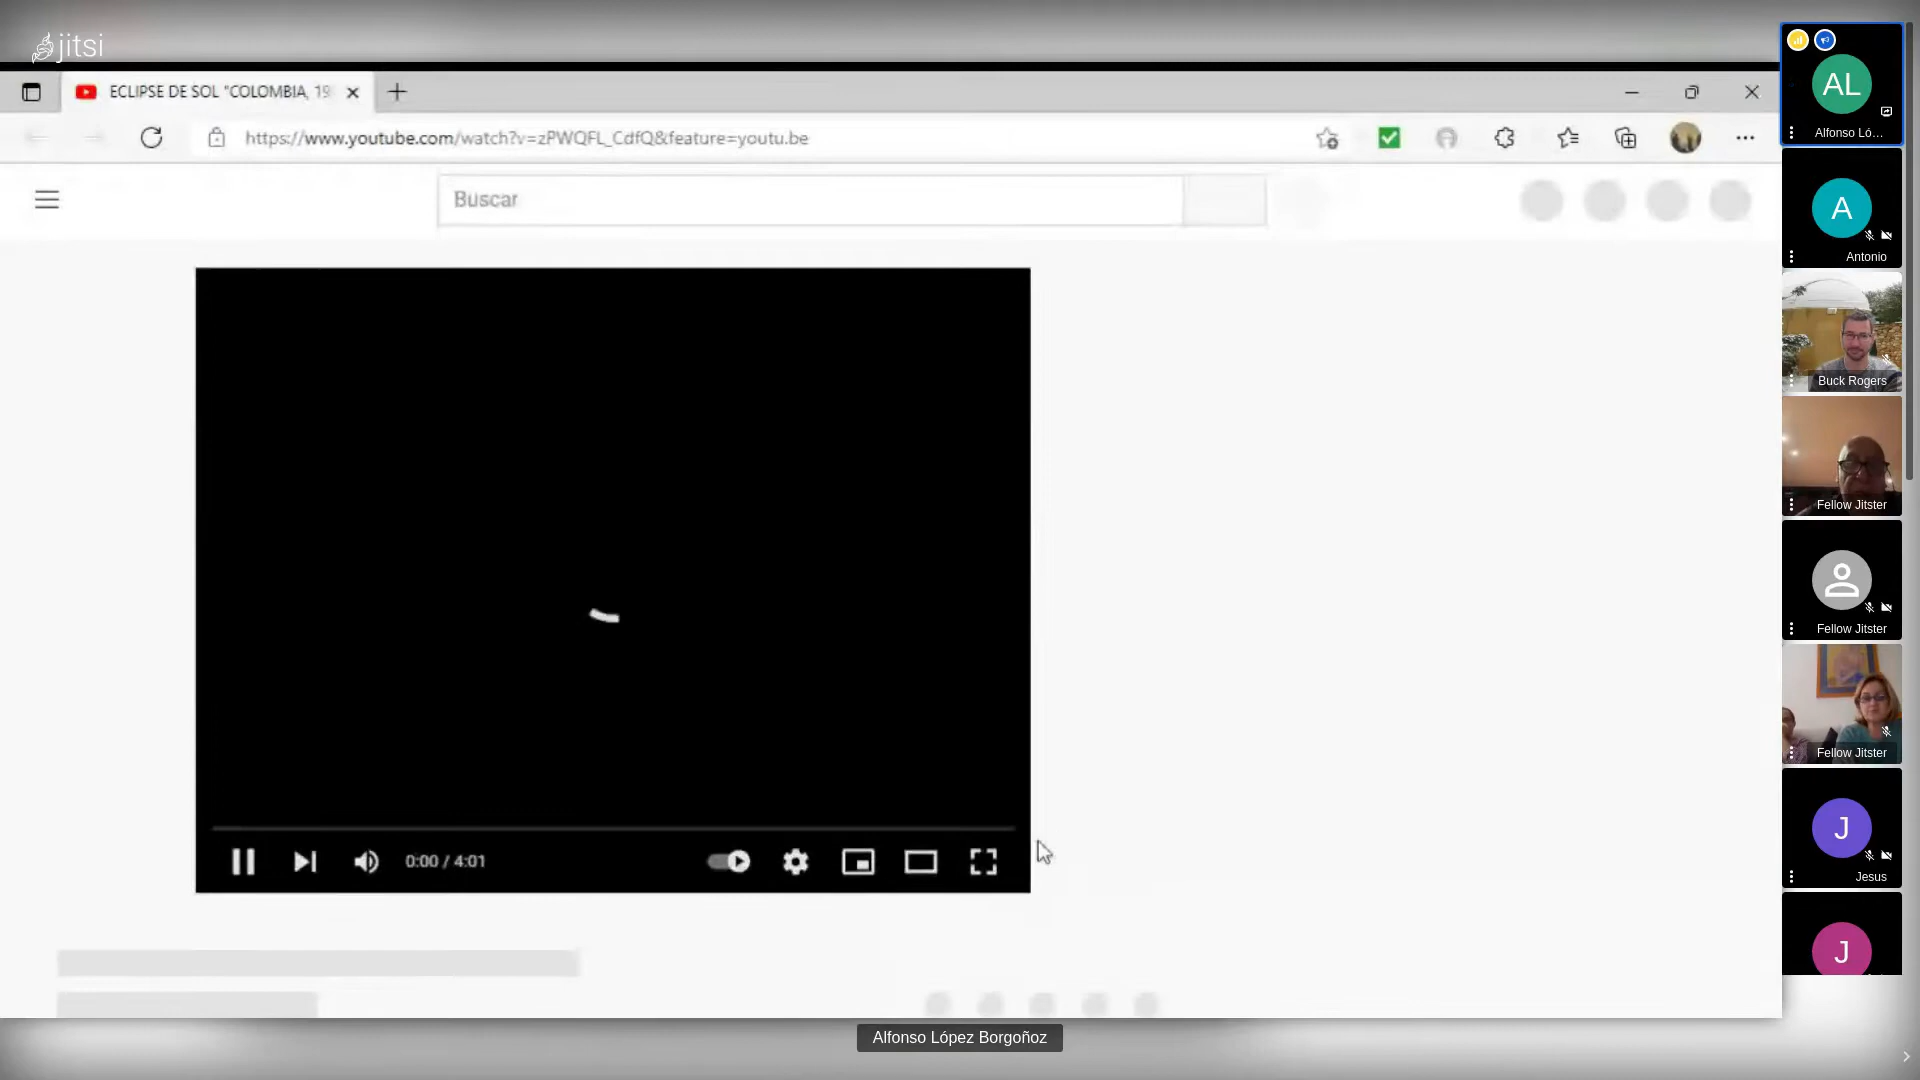 jitsi
ECLIPSE DE SOL "COLOMBIA, 19
https://www.youtube.com/watch?v=zPWQFL_CdfQ&feature=youtu.be
Buscar
0:00 / 4:01
AL
Alfonso Ló...
A
Antonio
Buck Rogers
Fellow Jitster
Fellow Jitster
Fellow Jitster
J
Jesus
J
Alfonso López Borgoñoz